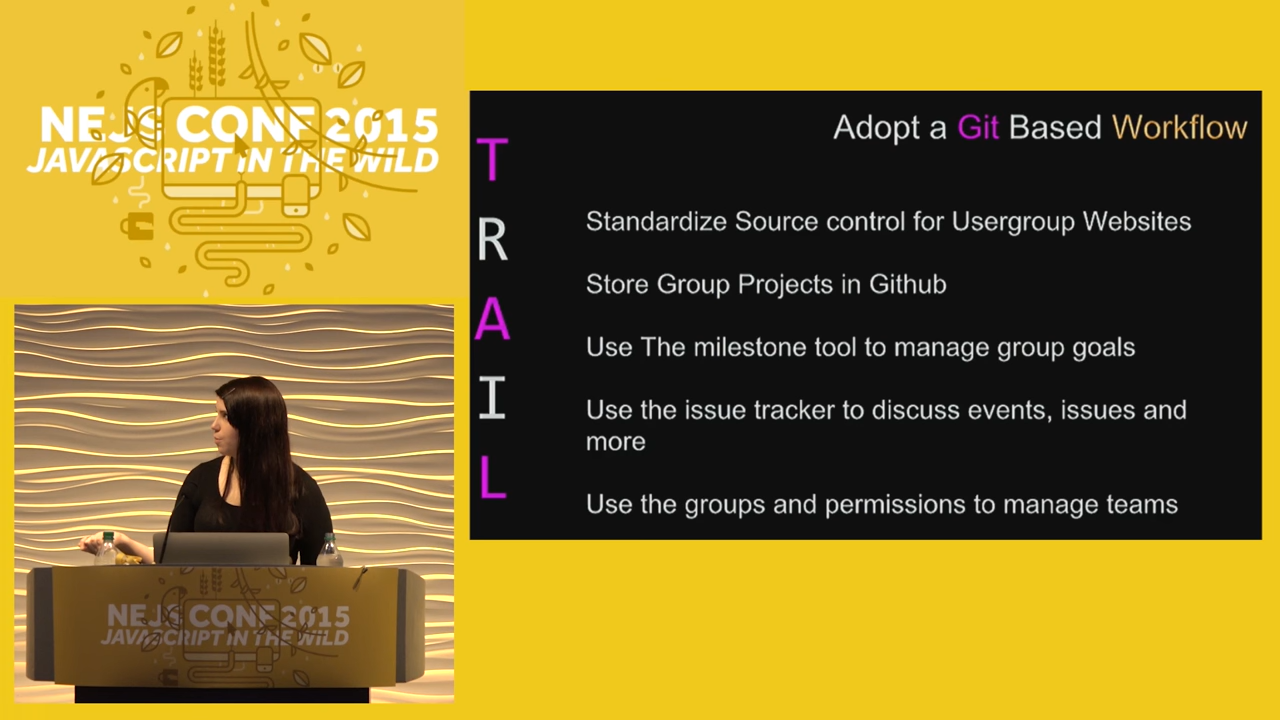 NEJS CONF 2015
JAVASCRIPT IN THE WILD
T
R
A
I
L
Adopt a Git Based Workflow
Standardize Source control for Usergroup Websites
Store Group Projects in Github
Use The milestone tool to manage group goals
Use the issue tracker to discuss events, issues and
more
Use the groups and permissions to manage teams
NEJS CONF 2015
JAVASCRIPT IN THE WILD